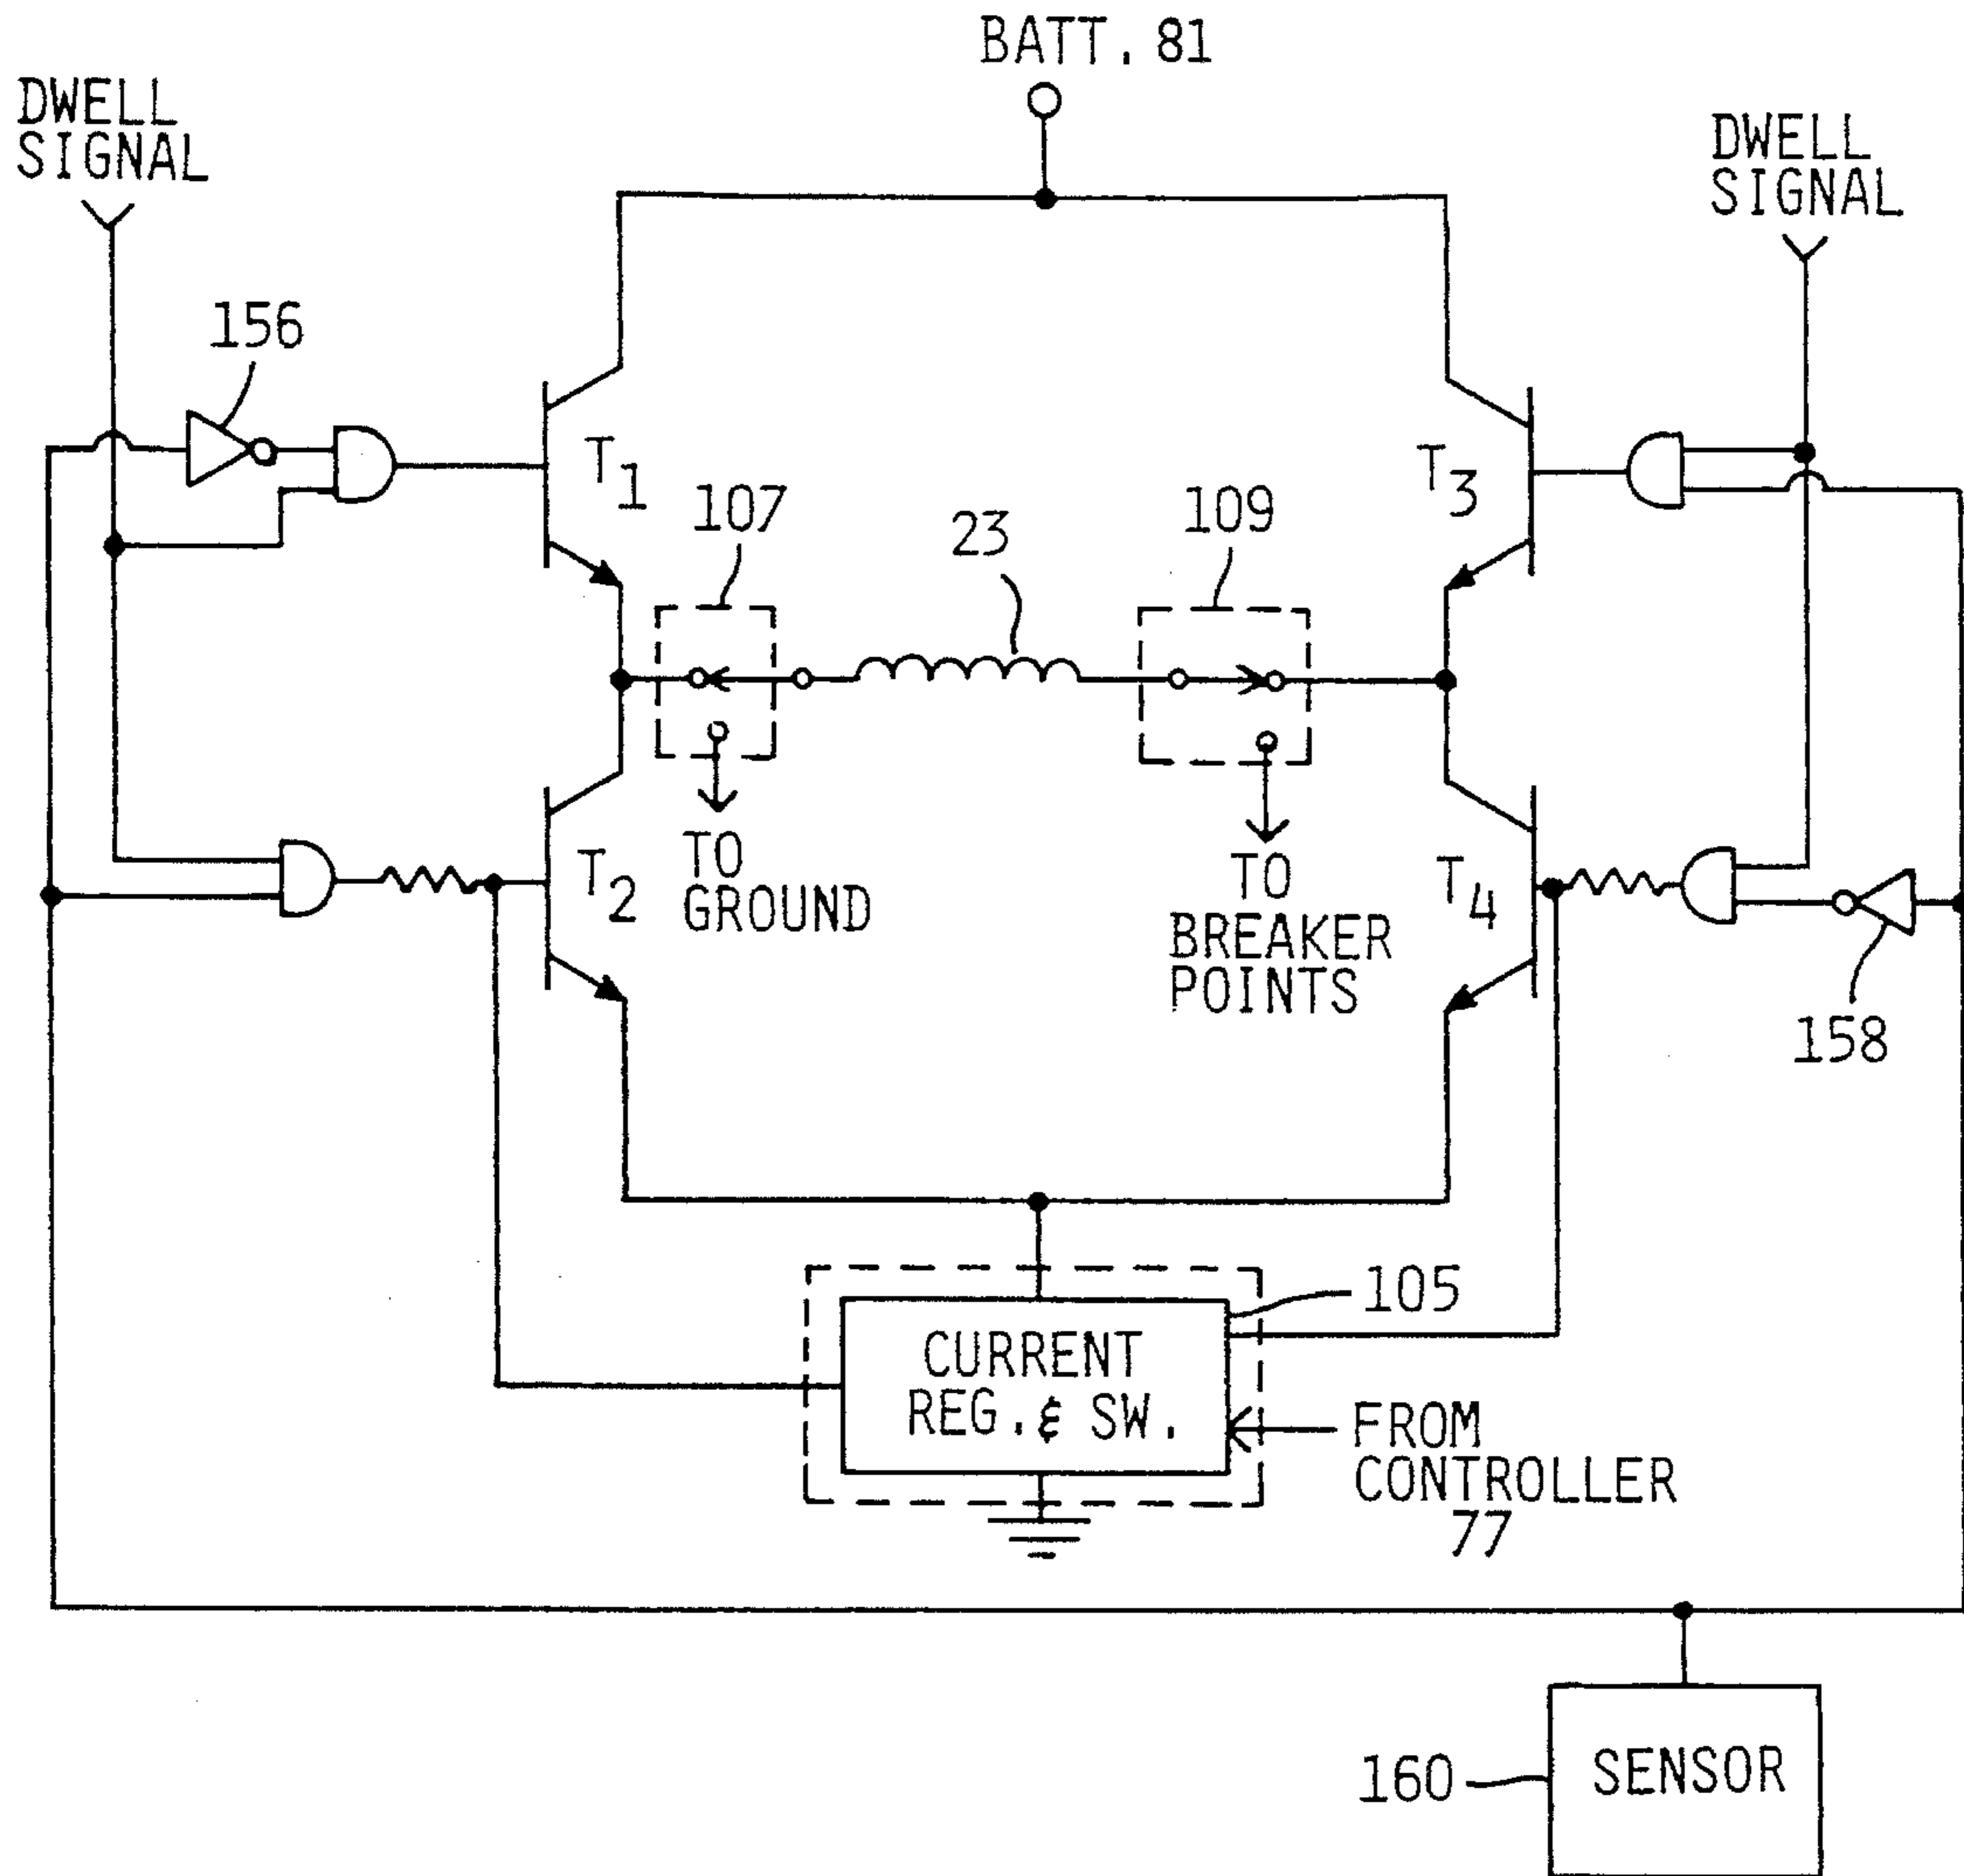 BATT. 81
DWELL
SIGNAL
DWELL
SIGNAL
156
T1
107
23
109
T3
T2
TO
GROUND
TO
BREAKER
POINTS
T4
158
105
CURRENT
REG. & SW.
FROM
CONTROLLER
77
160
SENSOR